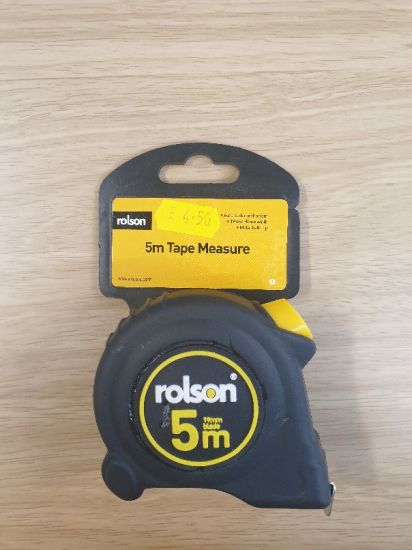 rolson
£4.50
5m Tape Measure
rolson®
5m
19mm
blade